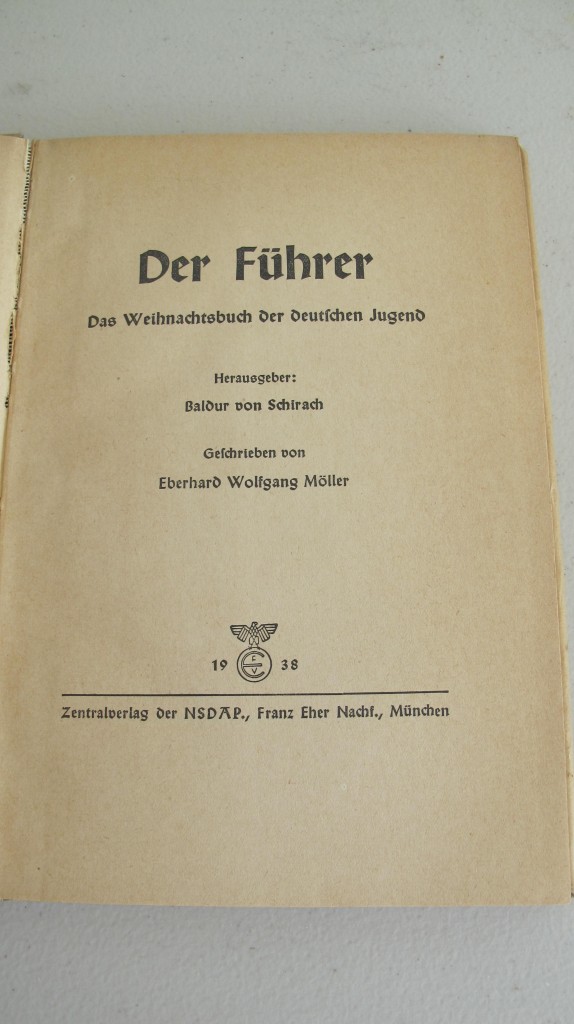 Der Führer
Das Weihnachtsbuch der deutſchen Jugend
Herausgeber:
Baldur von Schirach
Geſchrieben von
Eberhard Wolfgang Möller
19 FEV 38
Zentralverlag der NSDAP., Franz Eher Nachf., München